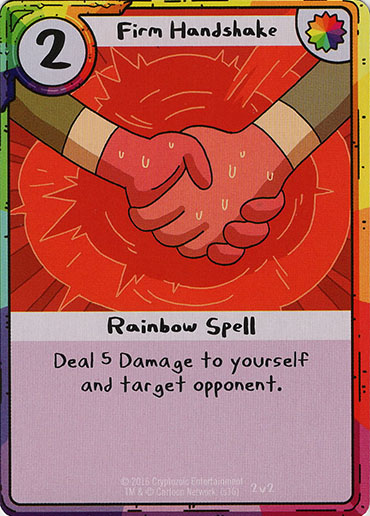 2
Firm Handshake
Rainbow Spell
Deal 5 Damage to yourself
and target opponent.
© 2015 Cryptozoic Entertainment
TM & © Cartoon Network. (s16)
2v2